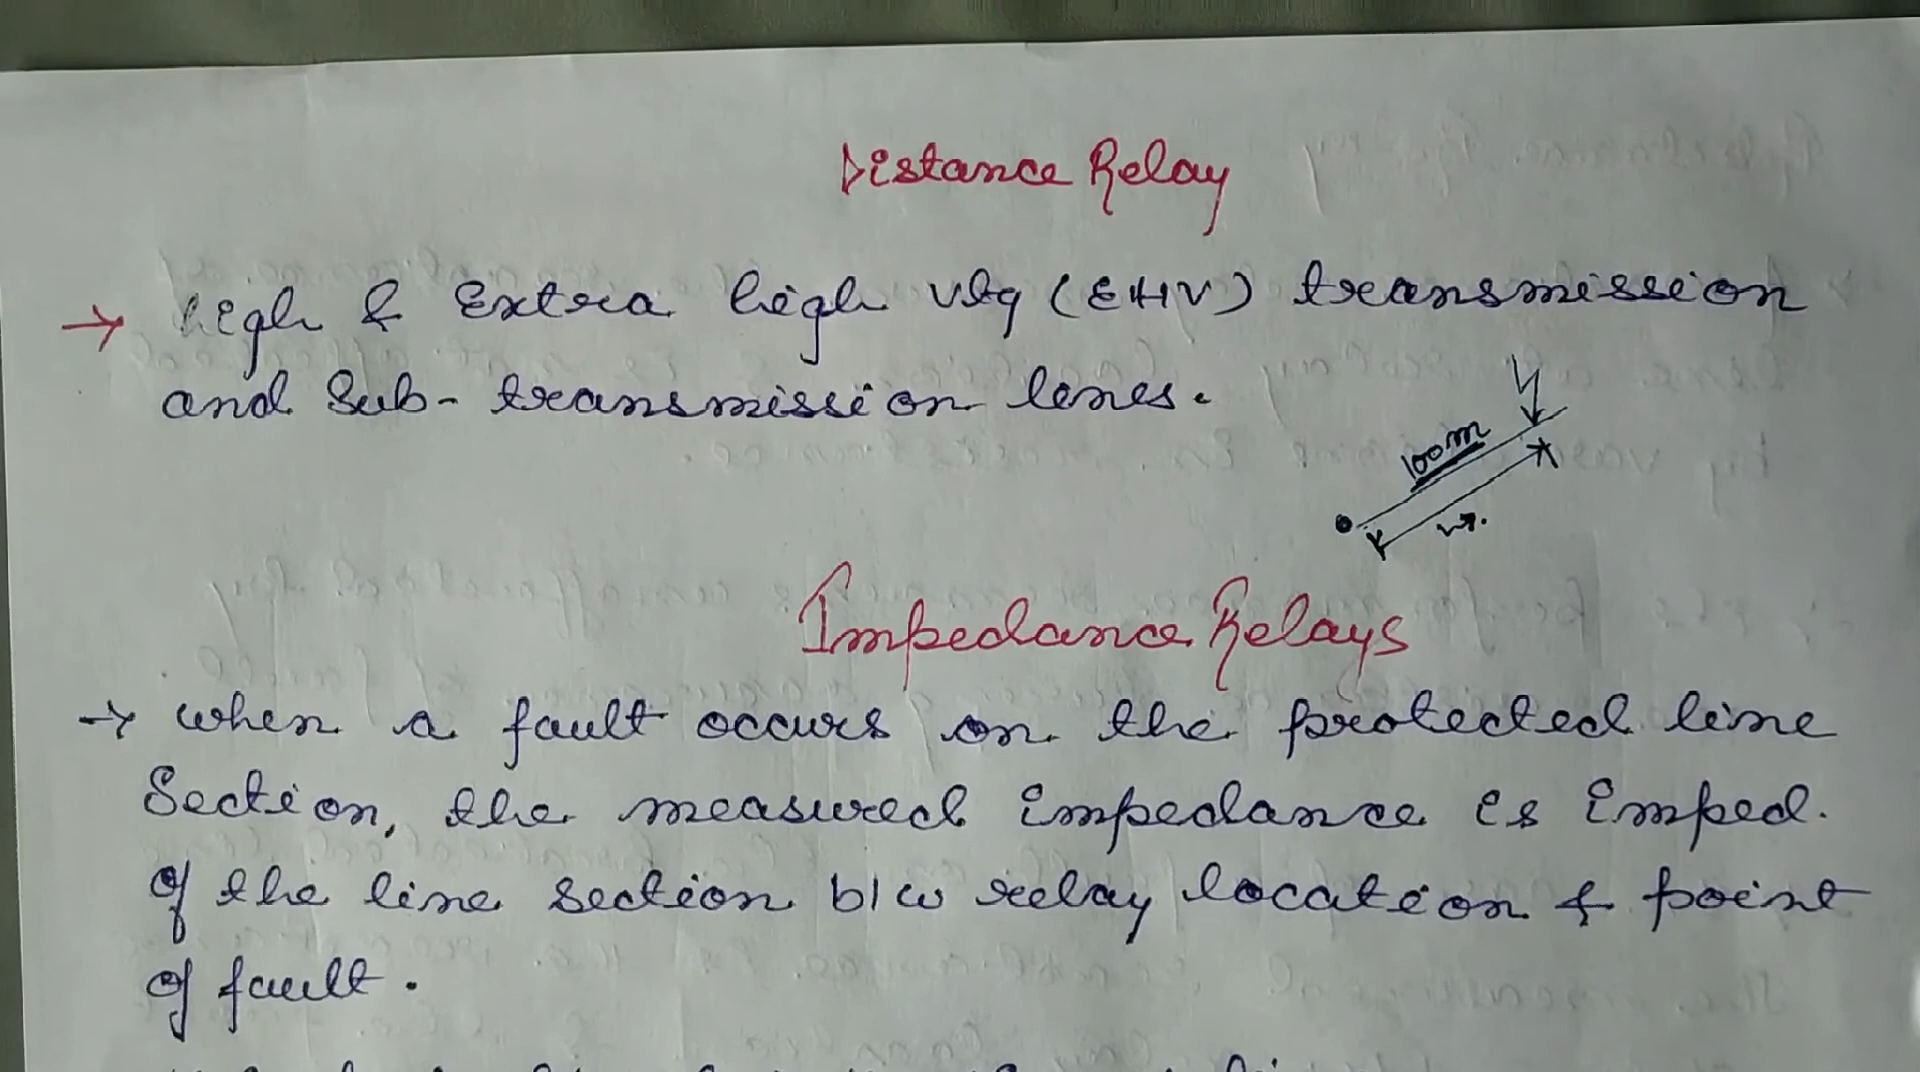 Distance Relay
→ high & Extra high vtg (EHV) transmission
and Sub-transmission lines.
100m
Impedance Relays
→ when a fault occurs on the protected line
Section, the measured impedance is imped.
of the line section b/w relay location & point
of fault.